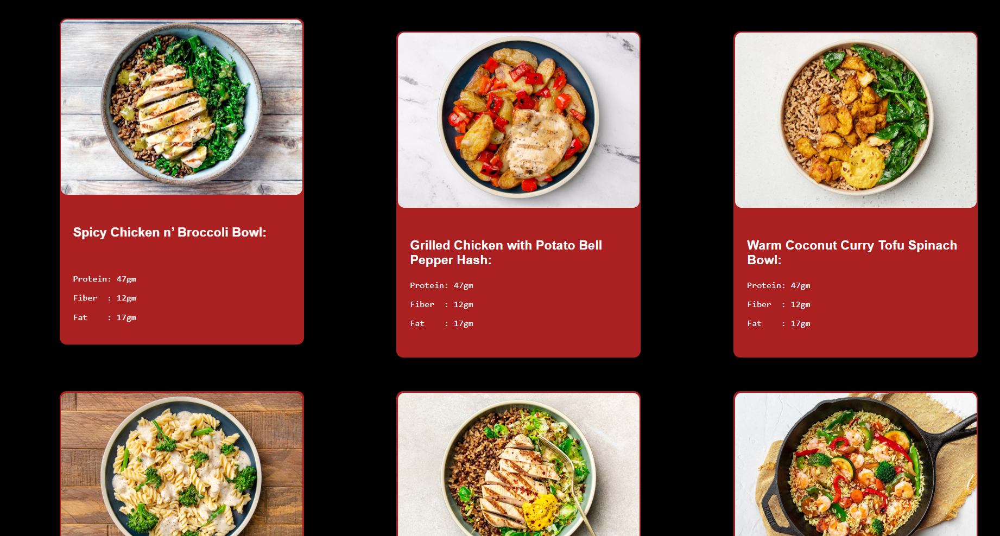 Spicy Chicken n’ Broccoli Bowl:
Protein: 47gm
Fiber  : 12gm
Fat    : 17gm
Grilled Chicken with Potato Bell
Pepper Hash:
Protein: 47gm
Fiber  : 12gm
Fat    : 17gm
Warm Coconut Curry Tofu Spinach
Bowl:
Protein: 47gm
Fiber  : 12gm
Fat    : 17gm